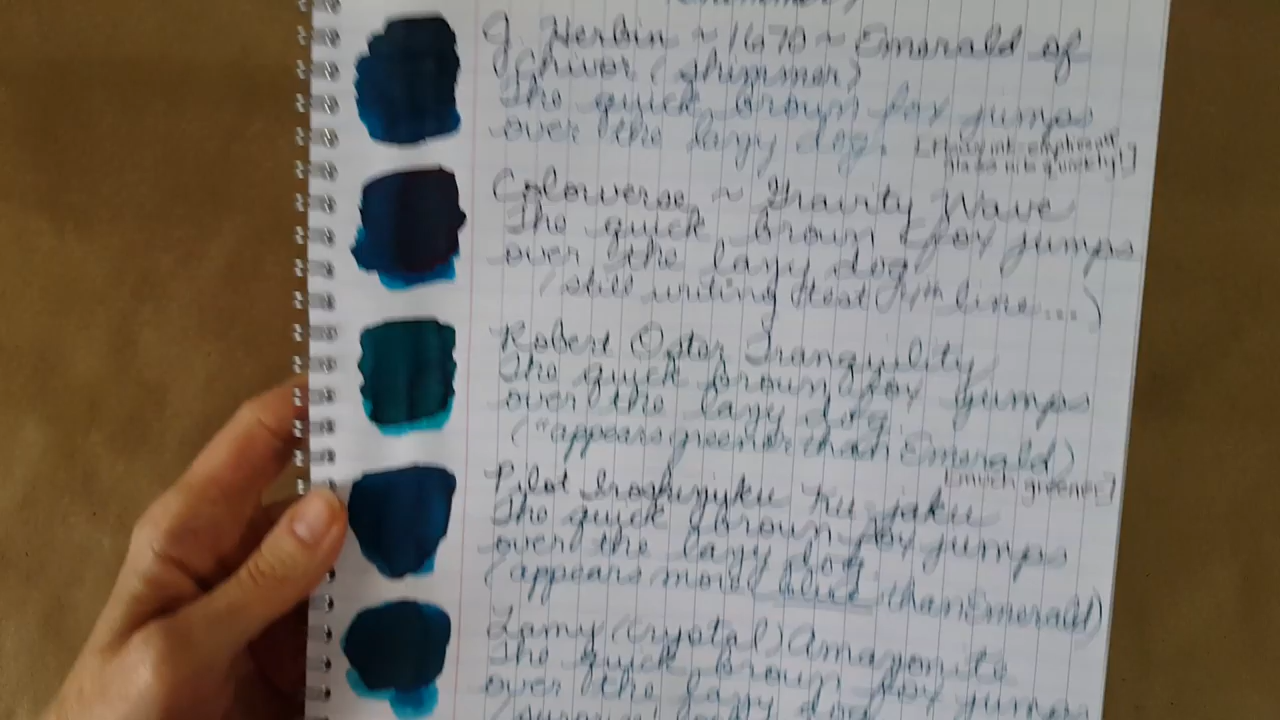 (shimmer)
J. Herbin ~ 1670 ~ Emerald of
Chivor (shimmer)
The quick brown fox jumps
over the lazy dog.
Colorverse ~ Gravity Wave
The quick brown fox jumps
over the lazy dog
(still writing that 7th line...)
Robert Oster Tranquility
The quick brown fox jumps
over the lazy dog.
(*appears greener than Emerald)
[much greener]
Pilot Iroshizuku Ku-jaku
The quick brown fox jumps
over the lazy dog
(appears more blue than Emerald)
Lamy (crystal) Amazonite
The quick brown fox jumps
over the lazy dog